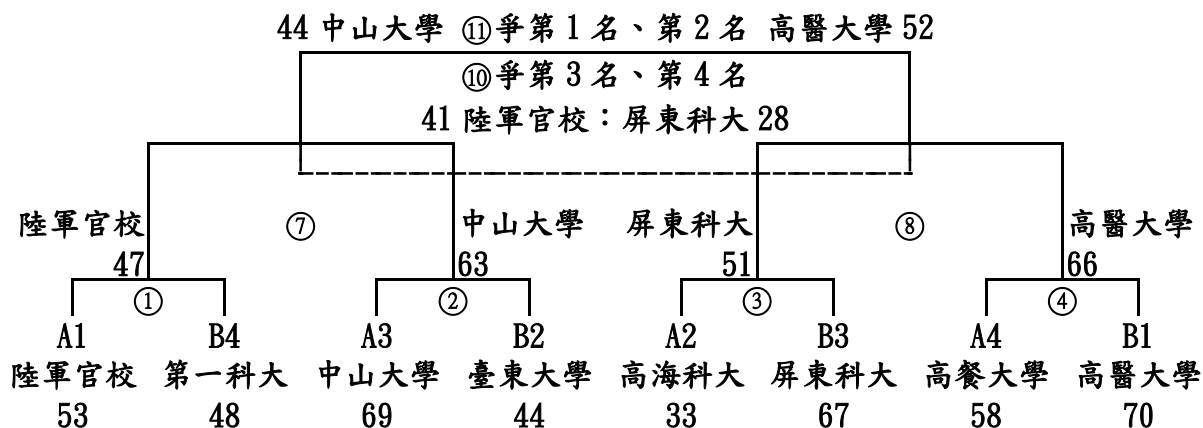 44 中山大學 ⑪爭第 1 名、第 2 名 高醫大學 52
⑩爭第 3 名、第 4 名
41 陸軍官校：屏東科大 28
陸軍官校 ⑦ 中山大學 屏東科大 ⑧ 高醫大學
47 63 51 66
① ② ③ ④
A1 B4 A3 B2 A2 B3 A4 B1
陸軍官校 第一科大 中山大學 臺東大學 高海科大 屏東科大 高餐大學 高醫大學
53 48 69 44 33 67 58 70